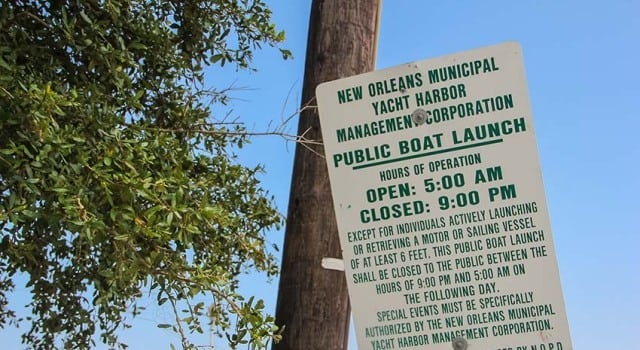 NEW ORLEANS MUNICIPAL
YACHT HARBOR
MANAGEMENT CORPORATION
PUBLIC BOAT LAUNCH
HOURS OF OPERATION
OPEN: 5:00 AM
CLOSED: 9:00 PM
EXCEPT FOR INDIVIDUALS ACTIVELY LAUNCHING
OR RETRIEVING A MOTOR OR SAILING VESSEL
OF AT LEAST 6 FEET, THIS PUBLIC BOAT LAUNCH
SHALL BE CLOSED TO THE PUBLIC BETWEEN THE
HOURS OF 9:00 PM AND 5:00 AM ON
THE FOLLOWING DAY.
SPECIAL EVENTS MUST BE SPECIFICALLY
AUTHORIZED BY THE NEW ORLEANS MUNICIPAL
YACHT HARBOR MANAGEMENT CORPORATION.
BY N.O.P.D.